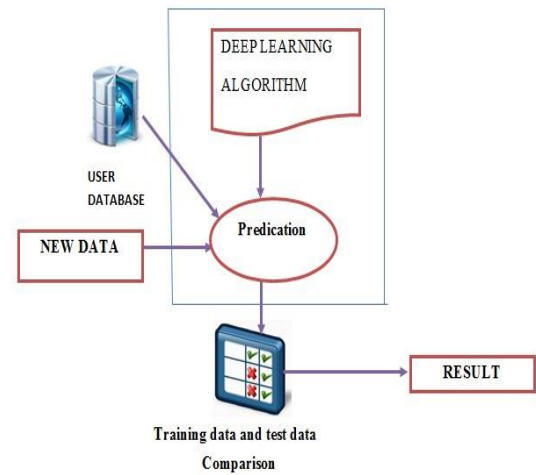 DEEP LEARNING
ALGORITHM
USER
DATABASE
Predication
NEW DATA
RESULT
Training data and test data
Comparison